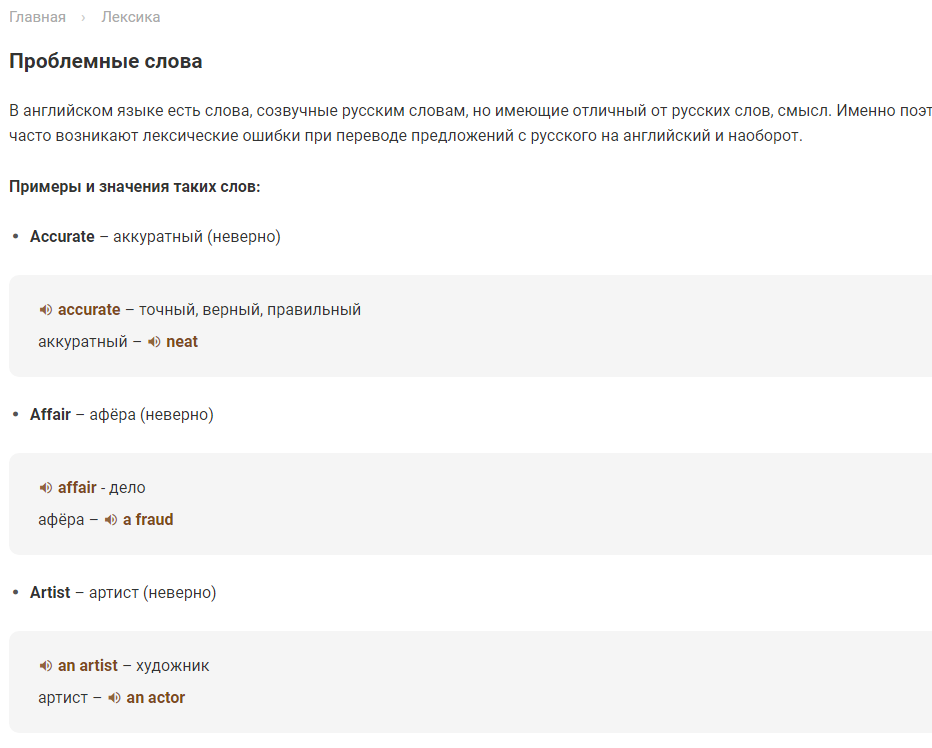 Главная › Лексика
Проблемные слова
В английском языке есть слова, созвучные русским словам, но имеющие отличный от русских слов, смысл. Именно
часто возникают лексические ошибки при переводе предложений с русского на английский и наоборот.
Примеры и значения таких слов:
• Accurate – аккуратный (неверно)
accurate – точный, верный, правильный
аккуратный – neat
• Affair – афёра (неверно)
affair - дело
афёра – a fraud
• Artist – артист (неверно)
an artist – художник
артист – an actor